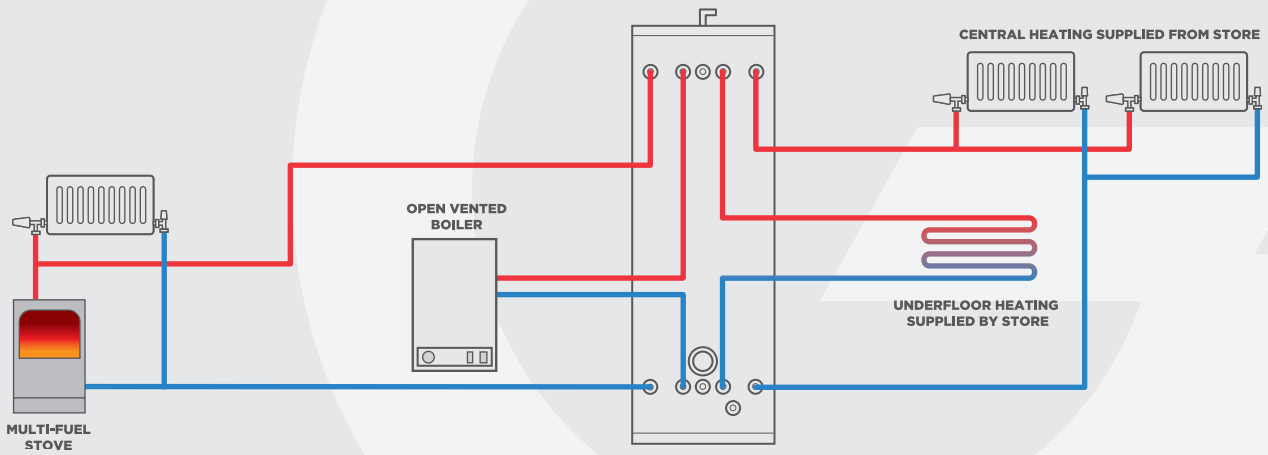 CENTRAL HEATING SUPPLIED FROM STORE
OPEN VENTED
BOILER
UNDERFLOOR HEATING
SUPPLIED BY STORE
MULTI-FUEL
STOVE